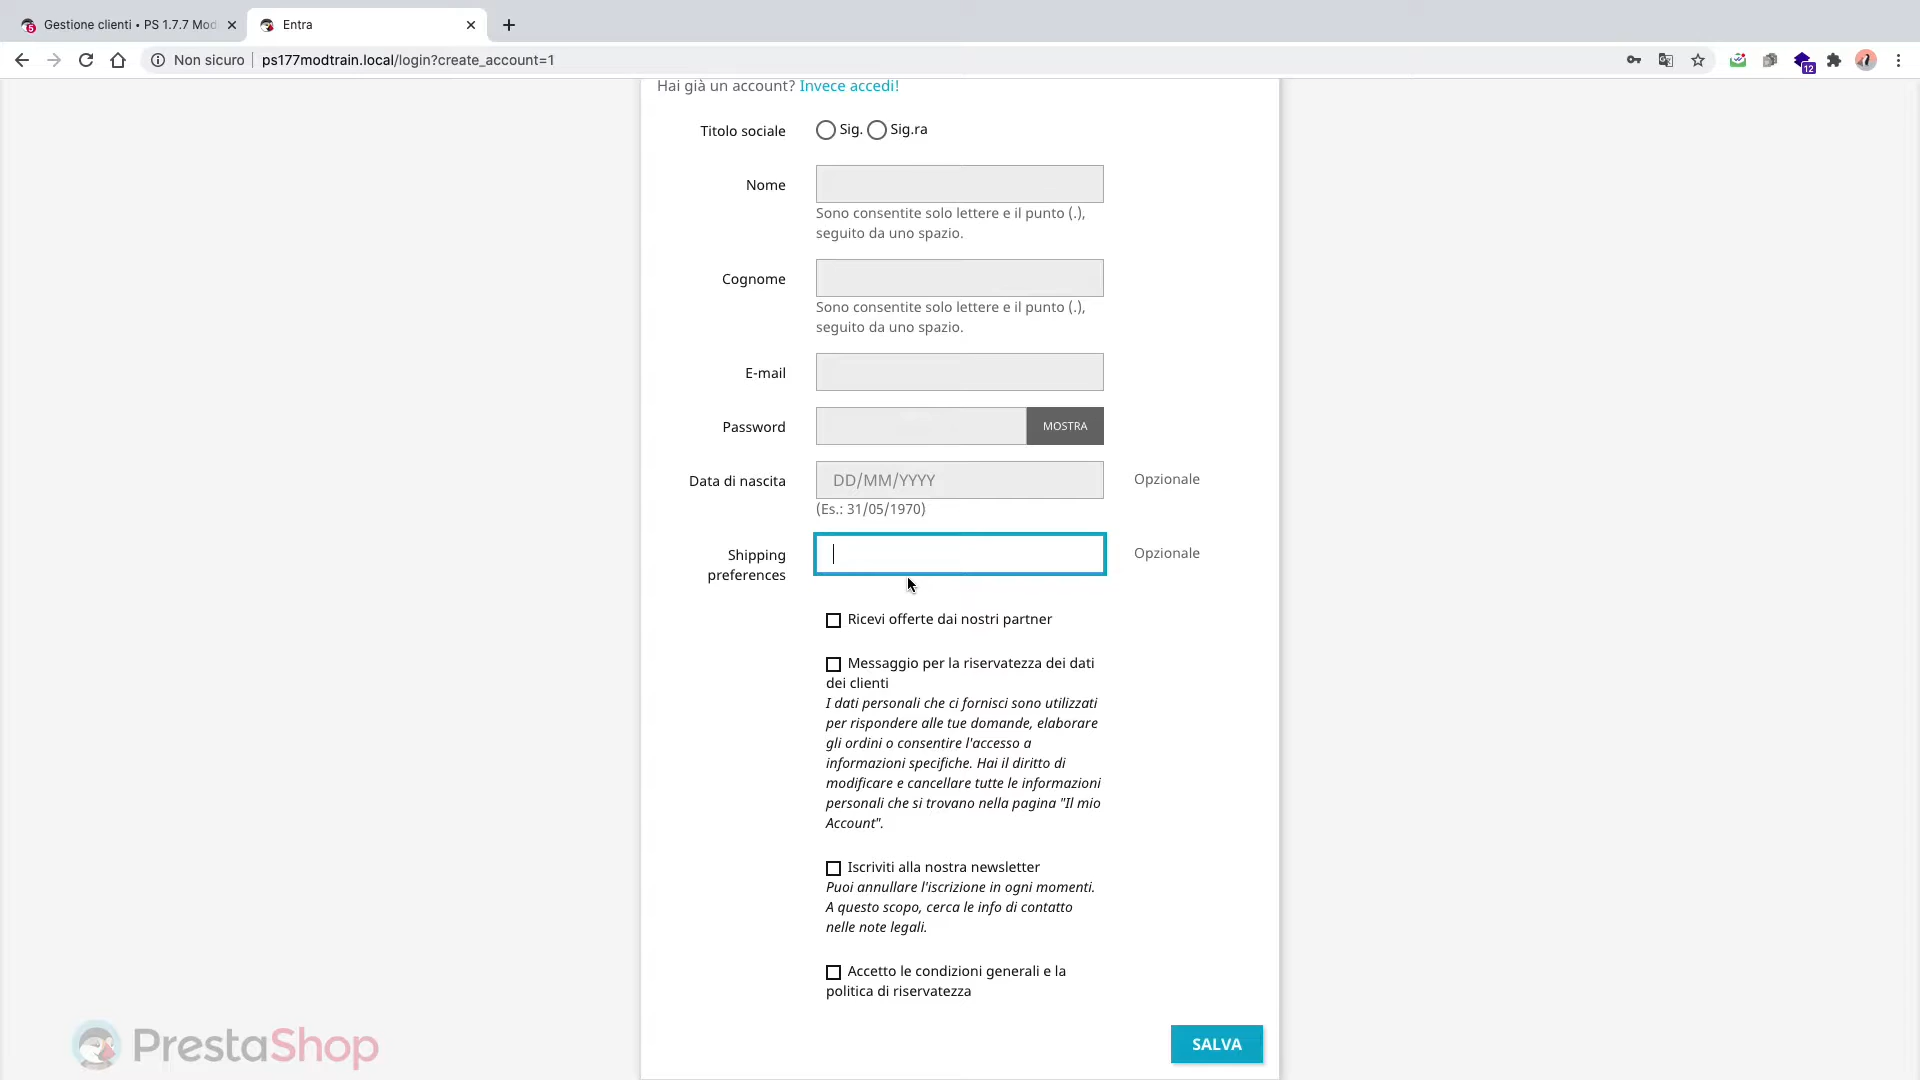 Gestione clienti • PS 1.7.7 Mod
Entra
Non sicuro
ps177modtrain.local/login?create_account=1
12
Hai già un account? Invece accedi!
Titolo sociale
Sig.
Sig.ra
Nome
Sono consentite solo lettere e il punto (.),
seguito da uno spazio.
Cognome
Sono consentite solo lettere e il punto (.),
seguito da uno spazio.
E-mail
Password
MOSTRA
Data di nascita
DD/MM/YYYY
Opzionale
(Es.: 31/05/1970)
Shipping
preferences
Opzionale
Ricevi offerte dai nostri partner
Messaggio per la riservatezza dei dati
dei clienti
I dati personali che ci fornisci sono utilizzati
per rispondere alle tue domande, elaborare
gli ordini o consentire l'accesso a
informazioni specifiche. Hai il diritto di
modificare e cancellare tutte le informazioni
personali che si trovano nella pagina "Il mio
Account".
Iscriviti alla nostra newsletter
Puoi annullare l'iscrizione in ogni momenti.
A questo scopo, cerca le info di contatto
nelle note legali.
Accetto le condizioni generali e la
politica di riservatezza
PrestaShop
SALVA